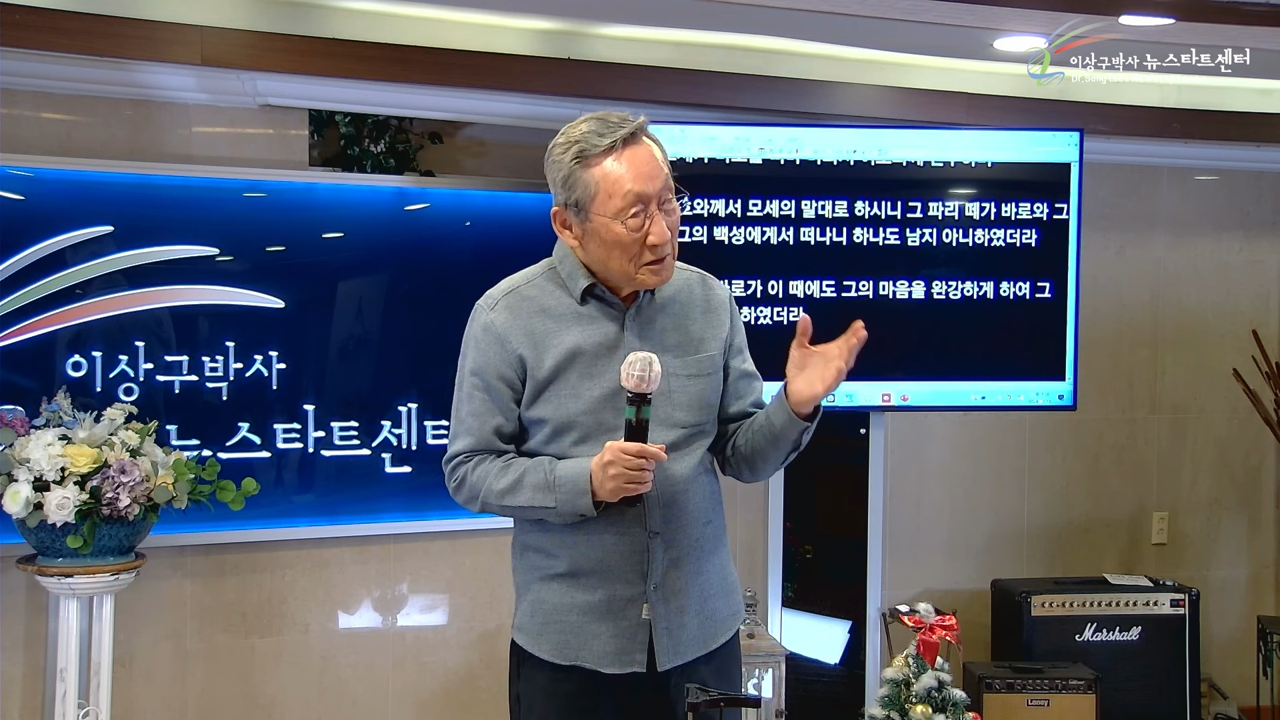 이상구박사 뉴스타트센터
와께서 모세의 말대로 하시니 그 파리 떼가 바로와 그
그의 백성에게서 떠나니 하나도 남지 아니하였더라
바로가 이 때에도 그의 마음을 완강하게 하여 그
하였더라
이상구박사
뉴스타트센터
Marshall
Laney